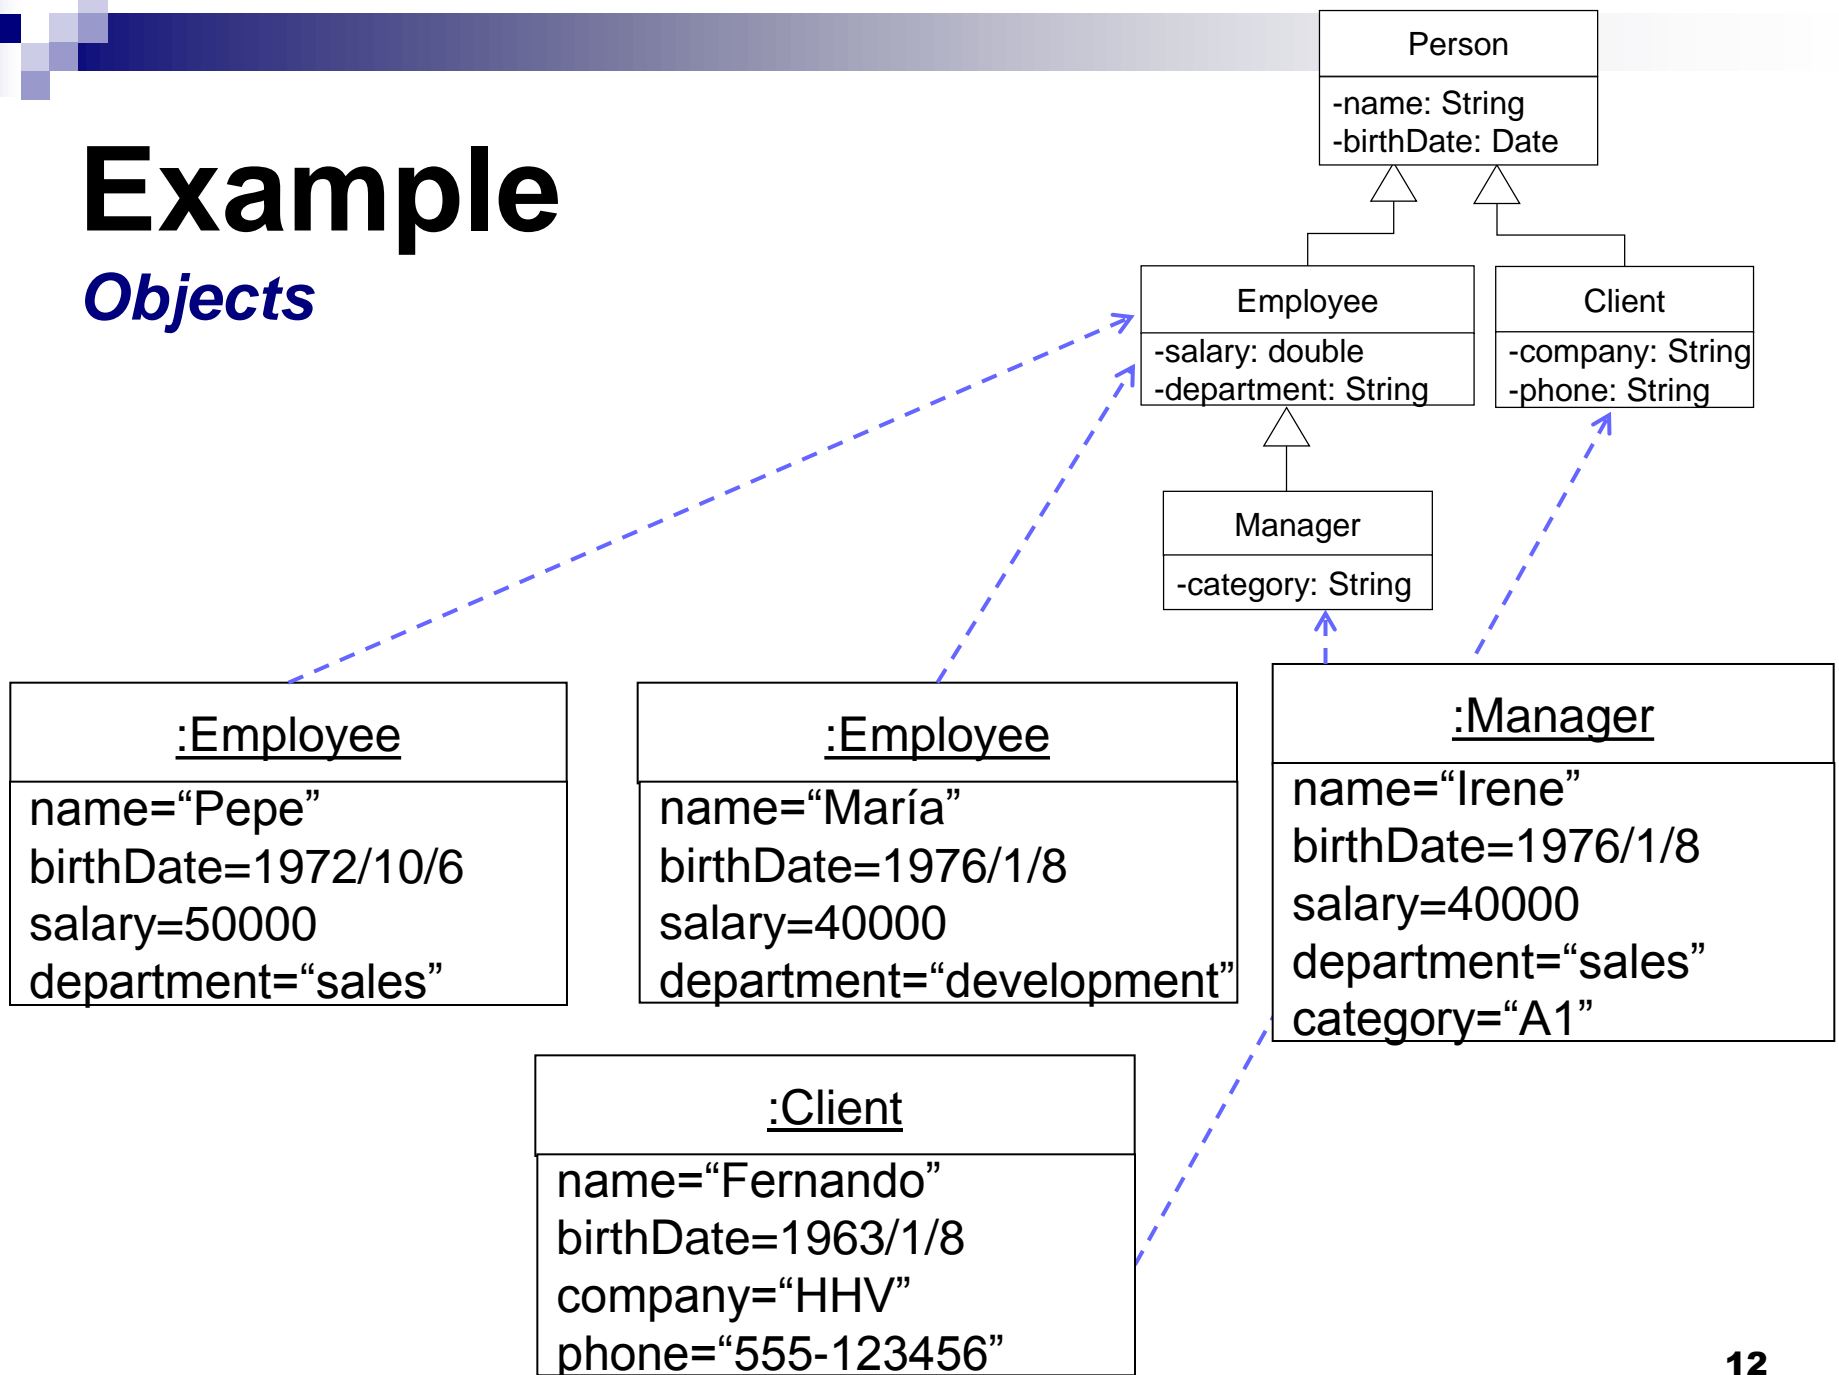 Example
Objects
Person
-name: String
-birthDate: Date
Employee
-salary: double
-department: String
Client
-company: String
-phone: String
Manager
-category: String
:Employee
name=“Pepe”
birthDate=1972/10/6
salary=50000
department=“sales”
:Employee
name=“María”
birthDate=1976/1/8
salary=40000
department=“development”
:Manager
name=“Irene”
birthDate=1976/1/8
salary=40000
department=“sales”
category=“A1”
:Client
name=“Fernando”
birthDate=1963/1/8
company=“HHV”
phone=“555-123456”
12